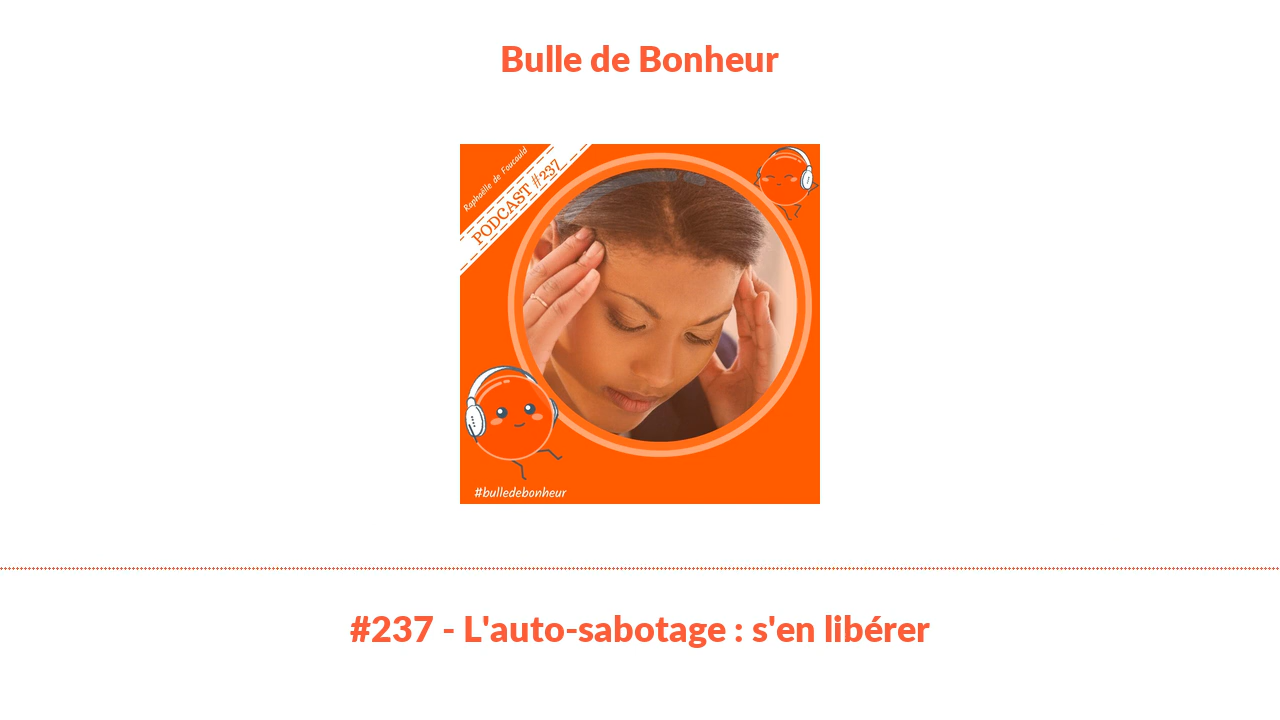 Bulle de Bonheur
Raphaëlle de Foucauld
PODCAST #237
#bulledebonheur
#237 - L'auto-sabotage : s'en libérer